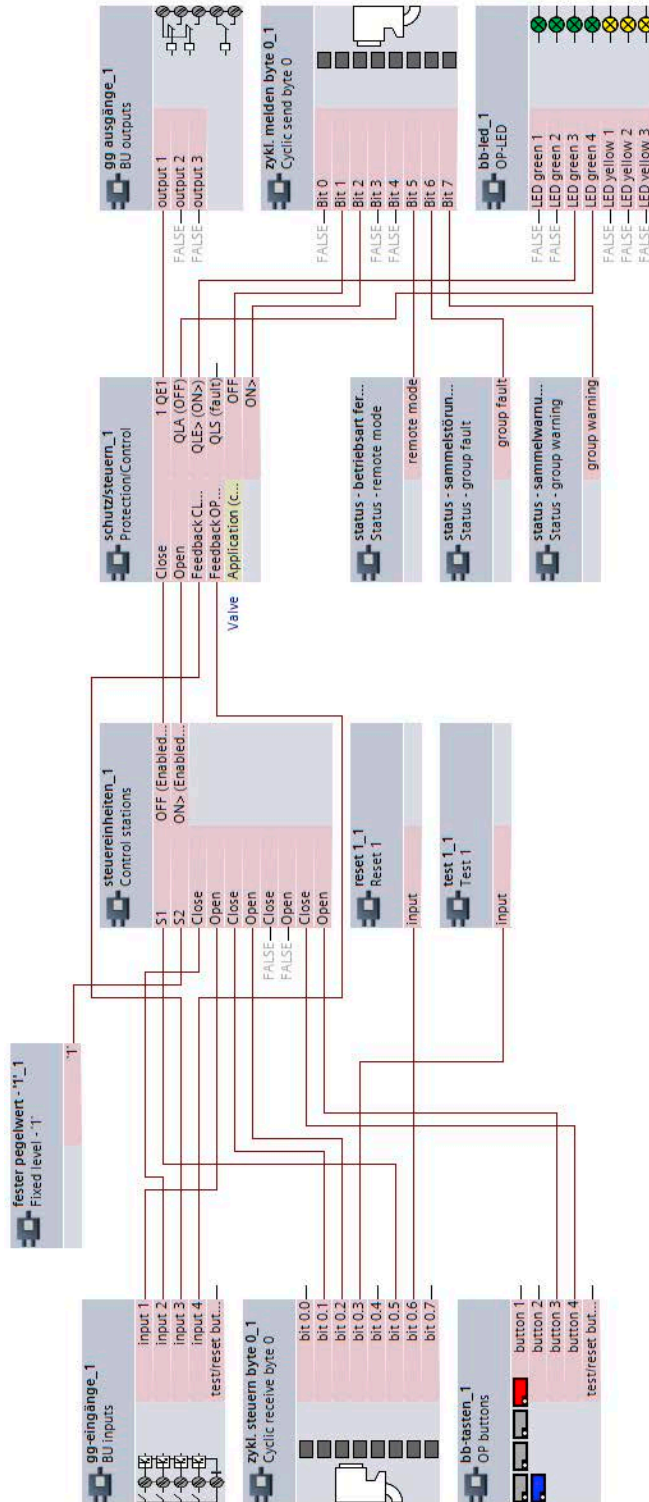 fester pegelwert - '1'_1
Fixed level - '1'
'1'
gg-eingänge_1
BU inputs
input 1
input 2
input 3
input 4
test/reset but...
zykl. steuern byte 0_1
Cyclic receive byte 0
bit 0.0
bit 0.1
bit 0.2
bit 0.3
bit 0.4
bit 0.5
bit 0.6
bit 0.7
bb-tasten_1
OP buttons
button 1
button 2
button 3
button 4
test/reset but...
steuereinheiten_1
Control stations
S1
OFF (Enabled...
S2
ON> (Enabled...
Close
Open
Close
Open
FALSE
Close
FALSE
Open
Close
Open
reset 1_1
Reset 1
input
test 1_1
Test 1
input
schutz/steuern_1
Protection/Control
Close
1 QE1
Open
QLA (OFF)
Feedback CL...
QLE> (ON>)
Feedback OP...
QLS (fault)
Valve
Application (c...
OFF
ON>
status - betriebsart fer...
Status - remote mode
remote mode
status - sammelstörun...
Status - group fault
group fault
status - sammelwarnu...
Status - group warning
group warning
gg ausgänge_1
BU outputs
output 1
FALSE
output 2
FALSE
output 3
zykl. melden byte 0_1
Cyclic send byte 0
FALSE
Bit 0
Bit 1
Bit 2
FALSE
Bit 3
FALSE
Bit 4
Bit 5
Bit 6
Bit 7
bb-led_1
OP-LED
FALSE
LED green 1
FALSE
LED green 2
LED green 3
LED green 4
FALSE
LED yellow 1
FALSE
LED yellow 2
FALSE
LED yellow 3